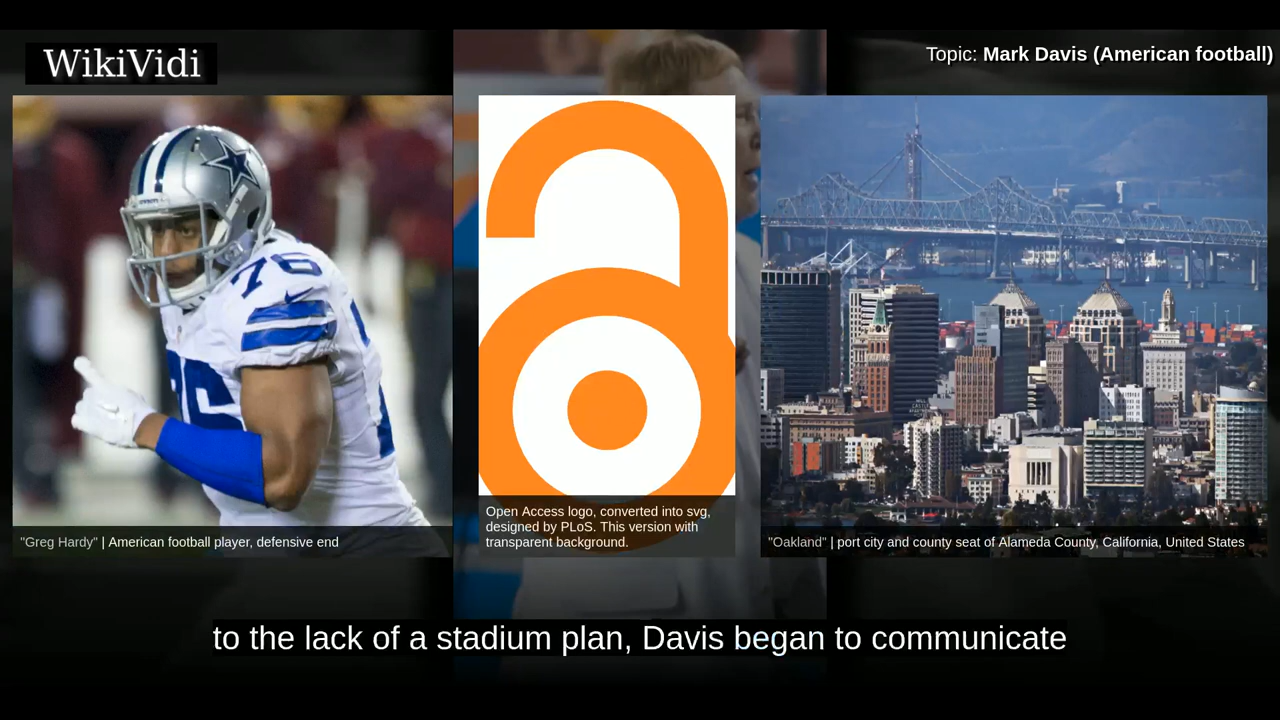 WikiVidi
Topic: Mark Davis (American football)
76
76
"Greg Hardy" | American football player, defensive end
Open Access logo, converted into svg,
designed by PLoS. This version with
transparent background.
"Oakland" | port city and county seat of Alameda County, California, United States
to the lack of a stadium plan, Davis began to communicate